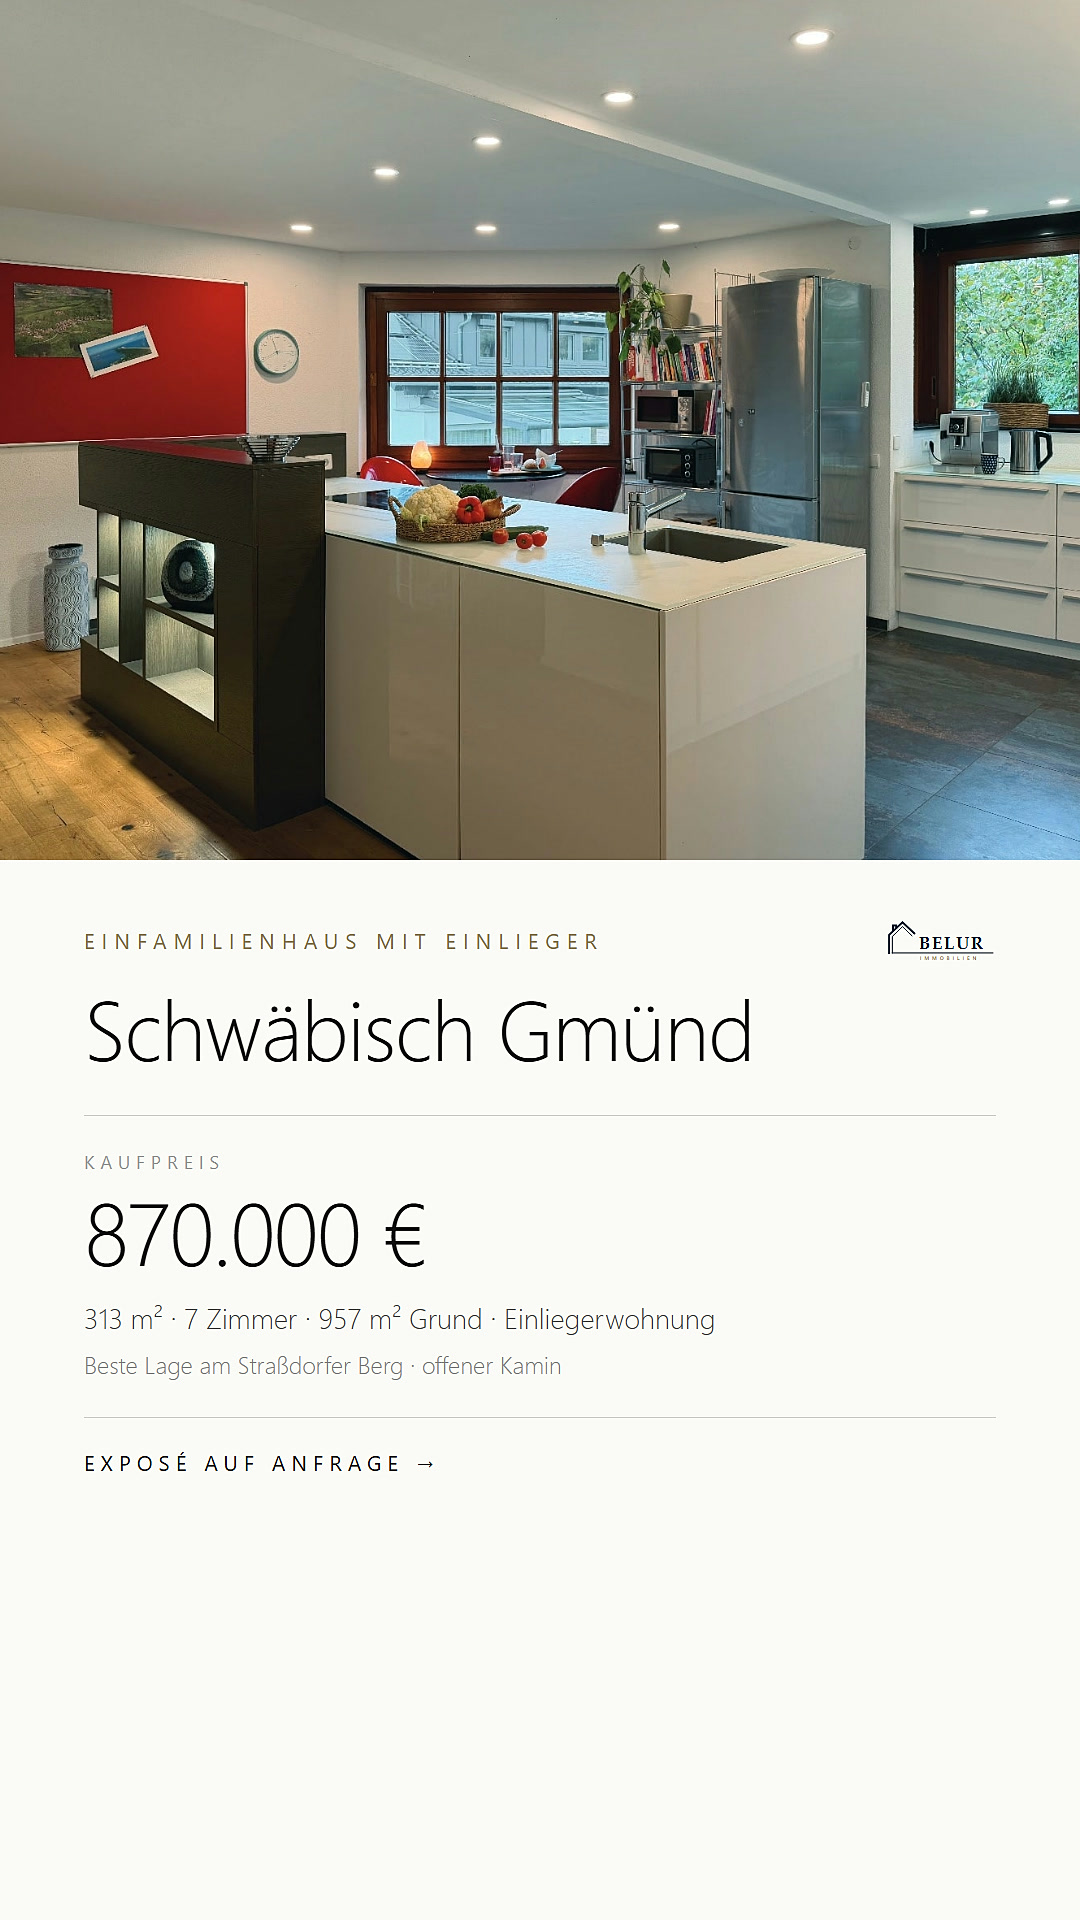 EINFAMILIENHAUS MIT EINLIEGER
BELUR
IMMOBILIEN
Schwäbisch Gmünd
KAUFPREIS
870.000 €
313 m² · 7 Zimmer · 957 m² Grund · Einliegerwohnung
Beste Lage am Straßdorfer Berg · offener Kamin
EXPOSÉ AUF ANFRAGE →